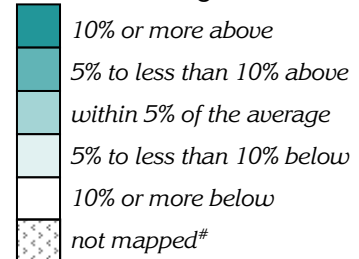 10% or more above
5% to less than 10% above
within 5% of the average
5% to less than 10% below
10% or more below
not mapped#